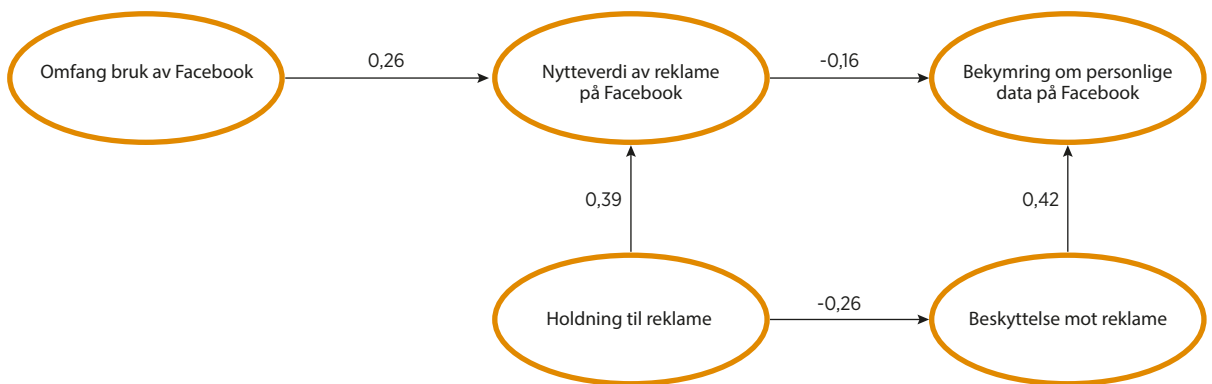 Omfang bruk av Facebook
0,26
Nytteverdi av reklame
på Facebook
-0,16
Bekymring om personlige
data på Facebook
0,39
0,42
Holdning til reklame
-0,26
Beskyttelse mot reklame